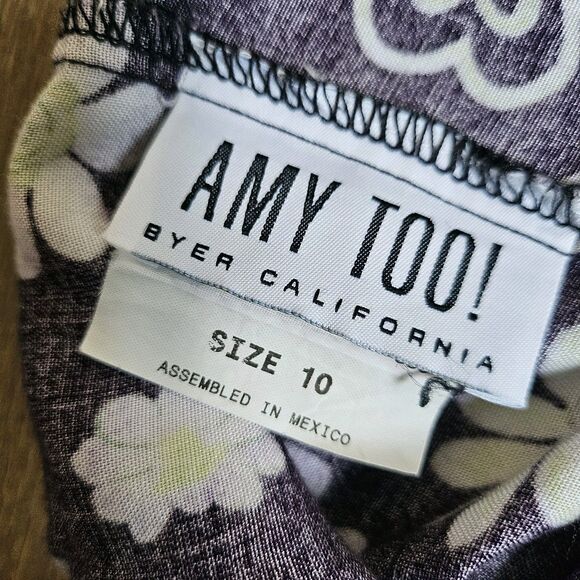 AMY TOO!
BYER CALIFORNIA
SIZE 10
ASSEMBLED IN MEXICO